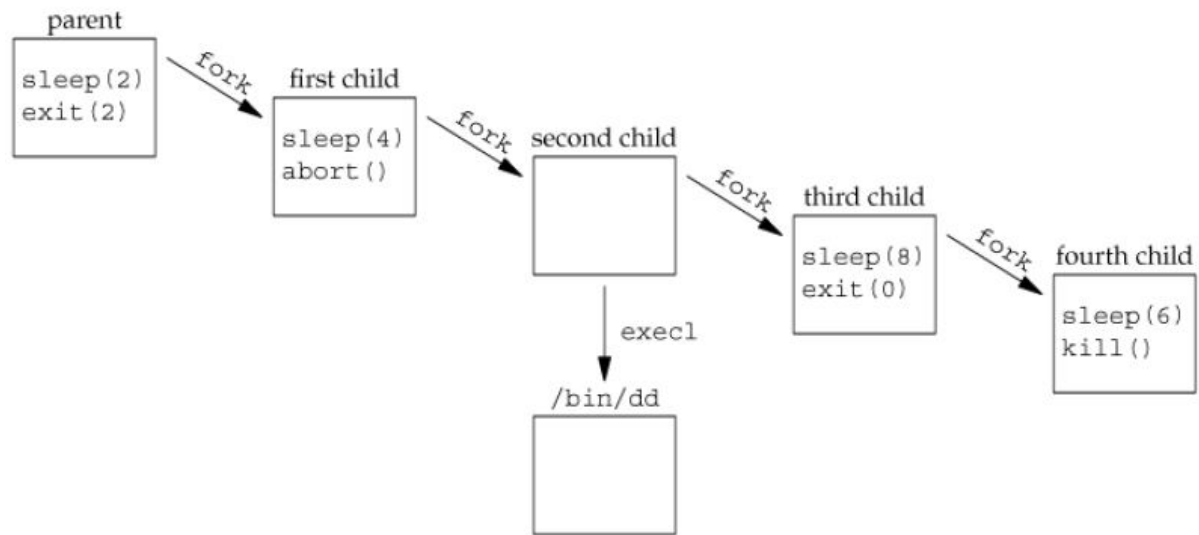 parent
sleep(2)
exit(2)
fork
first child
sleep(4)
abort()
fork
second child
fork
third child
sleep(8)
exit(0)
fork
fourth child
sleep(6)
kill()
execl
/bin/dd